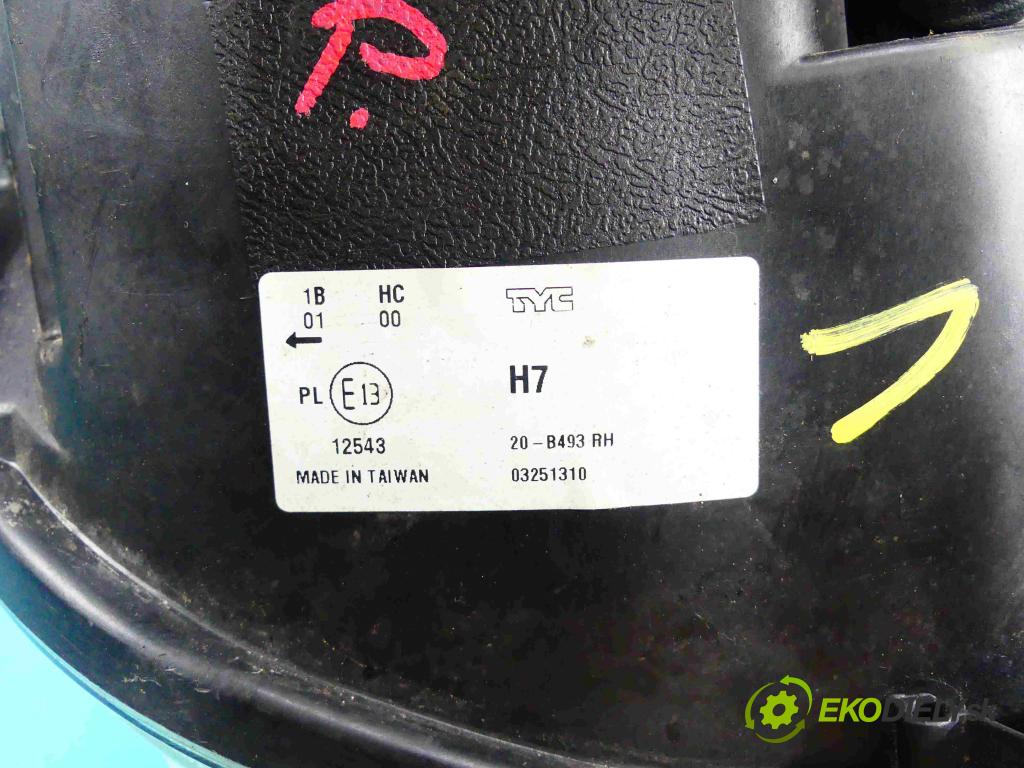 P.
1B HC TYC
01 00
←
PL E13 H7
12543 20-B493 RH
MADE IN TAIWAN 03251310
EKODIELY.sk